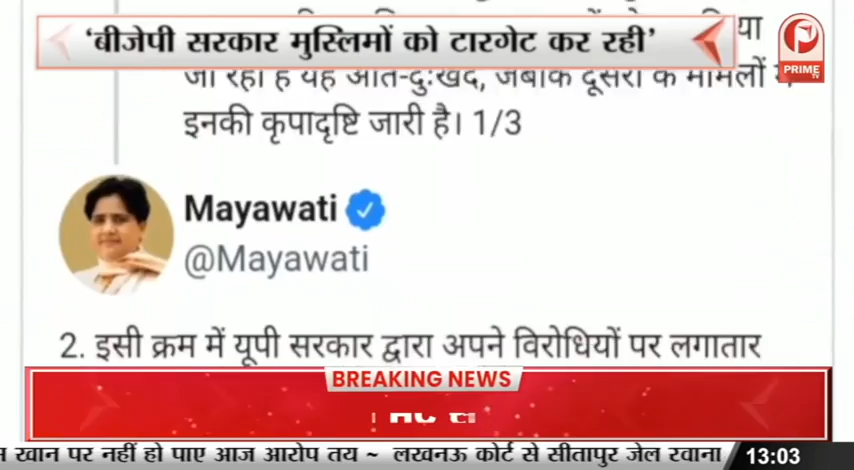 'बीजेपी सरकार मुस्लिमों को टारगेट कर रही'
PRIME
TV
जा रहा है यह अति-दुःखद, जबकि दूसरों के मामलों में
इनकी कृपादृष्टि जारी है। 1/3
Mayawati
@Mayawati
2. इसी क्रम में यूपी सरकार द्वारा अपने विरोधियों पर लगातार
BREAKING NEWS
खान पर नहीं हो पाए आज आरोप तय ~ लखनऊ कोर्ट से सीतापुर जेल रवाना
13:03